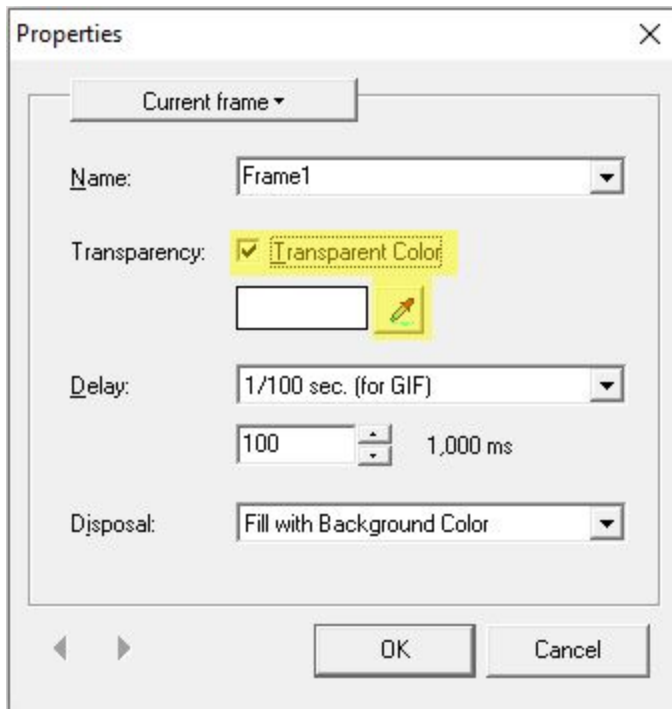 Properties
Current frame
Name: Frame1
Transparency: Transparent Color
Delay: 1/100 sec. (for GIF)
100 1,000 ms
Disposal: Fill with Background Color
OK Cancel